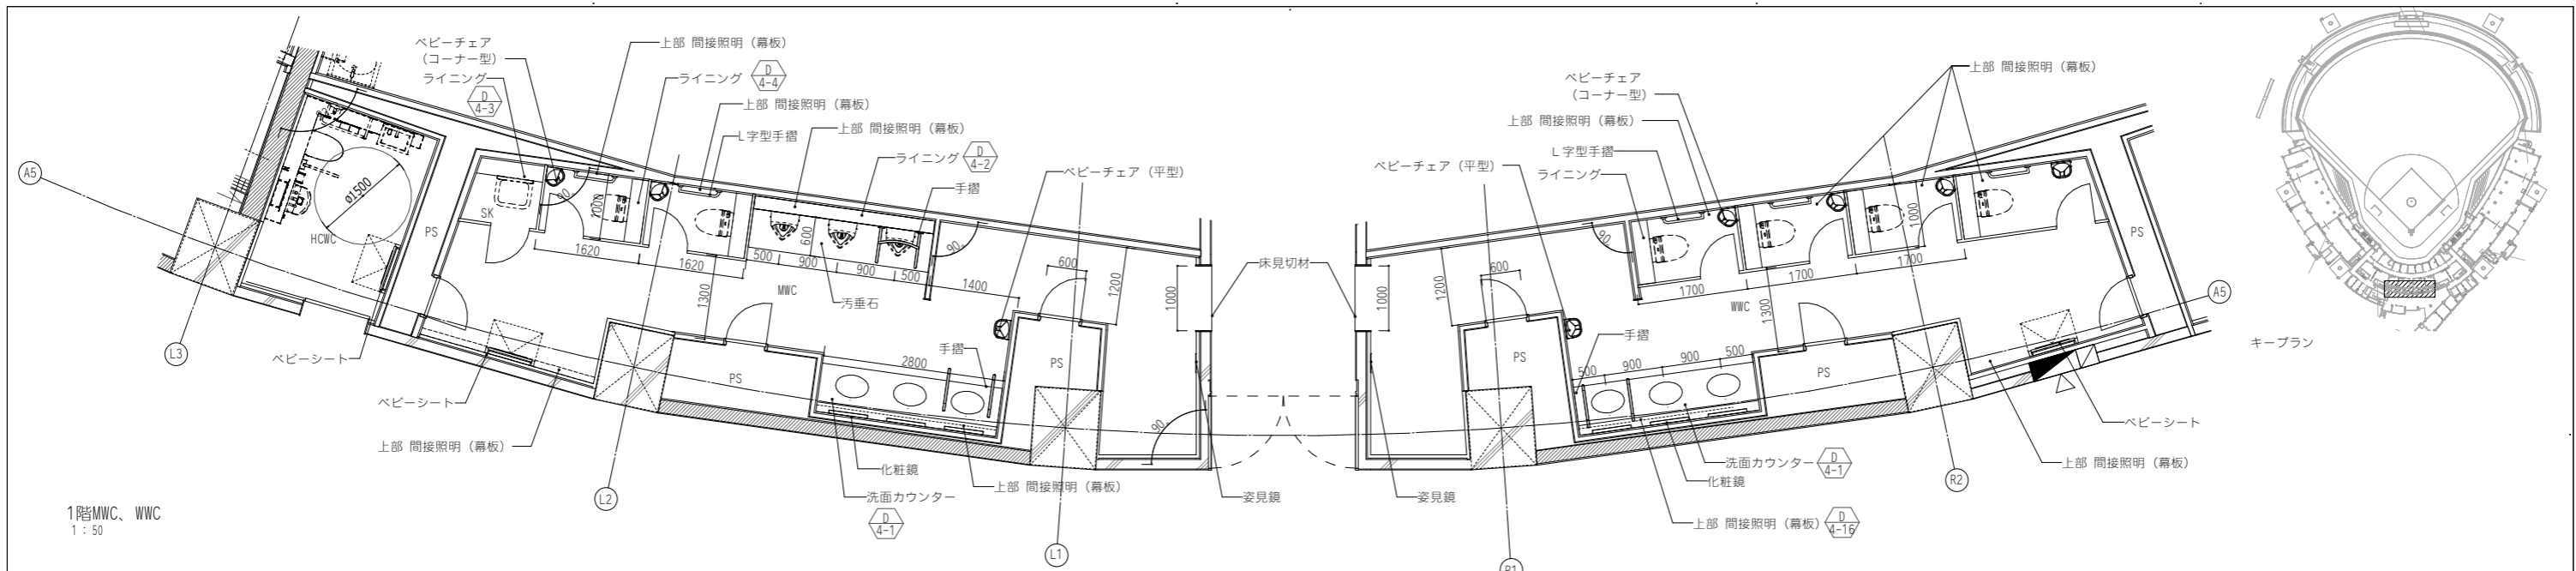 ベビーチェア
(コーナー型)
ライニング
D
4-3
上部 間接照明(幕板)
ライニング
D
4-4
上部 間接照明(幕板)
L字型手摺
上部 間接照明(幕板)
ライニング
D
4-2
手摺
ベビーチェア(平型)
ベビーチェア
(コーナー型)
上部 間接照明(幕板)
L字型手摺
ライニング
ベビーチェア(平型)
上部 間接照明(幕板)
A5
ø1500
HCWC
PS
SK
90
1000
1620
1620
1300
MWC
600
500
900
900
500
汚垂石
90
1400
600
1200
1000
床見切材
1000
1200
600
90
1700
1700
1700
1000
WWC
1300
PS
A5
キープラン
L3
ベビーシート
ベビーシート
上部 間接照明(幕板)
L2
PS
2800
手摺
PS
90
化粧鏡
洗面カウンター
D
4-1
上部 間接照明(幕板)
L1
姿見鏡
姿見鏡
PS
手摺
500
900
900
500
PS
洗面カウンター
D
4-1
化粧鏡
上部 間接照明(幕板)
D
4-16
R1
R2
ベビーシート
上部 間接照明(幕板)
1階MWC、WWC
1:50